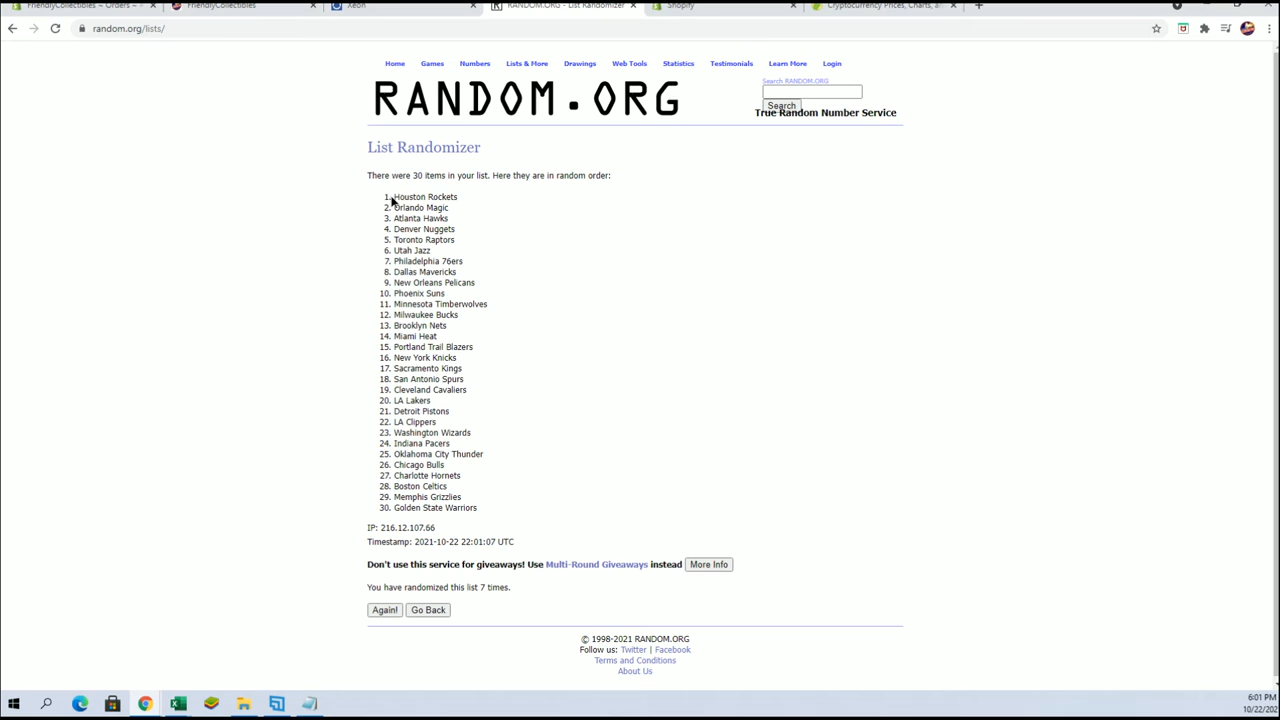 FriendlyCollectibles ~ Orders ~
FriendlyCollectibles
Xeon
RANDOM.ORG - List Randomizer
Shopify
Cryptocurrency Prices, Charts,
random.org/lists/
Home Games Numbers Lists & More Drawings Web Tools Statistics Testimonials Learn More Login
Search RANDOM.ORG
RANDOM.ORG
Search
True Random Number Service
List Randomizer
There were 30 items in your list. Here they are in random order:
1. Houston Rockets
2. Orlando Magic
3. Atlanta Hawks
4. Denver Nuggets
5. Toronto Raptors
6. Utah Jazz
7. Philadelphia 76ers
8. Dallas Mavericks
9. New Orleans Pelicans
10. Phoenix Suns
11. Minnesota Timberwolves
12. Milwaukee Bucks
13. Brooklyn Nets
14. Miami Heat
15. Portland Trail Blazers
16. New York Knicks
17. Sacramento Kings
18. San Antonio Spurs
19. Cleveland Cavaliers
20. LA Lakers
21. Detroit Pistons
22. LA Clippers
23. Washington Wizards
24. Indiana Pacers
25. Oklahoma City Thunder
26. Chicago Bulls
27. Charlotte Hornets
28. Boston Celtics
29. Memphis Grizzlies
30. Golden State Warriors
IP: 216.12.107.66
Timestamp: 2021-10-22 22:01:07 UTC
Don't use this service for giveaways! Use Multi-Round Giveaways instead More Info
You have randomized this list 7 times.
Again! Go Back
© 1998-2021 RANDOM.ORG
Follow us: Twitter | Facebook
Terms and Conditions
About Us
6:01 PM
10/22/202